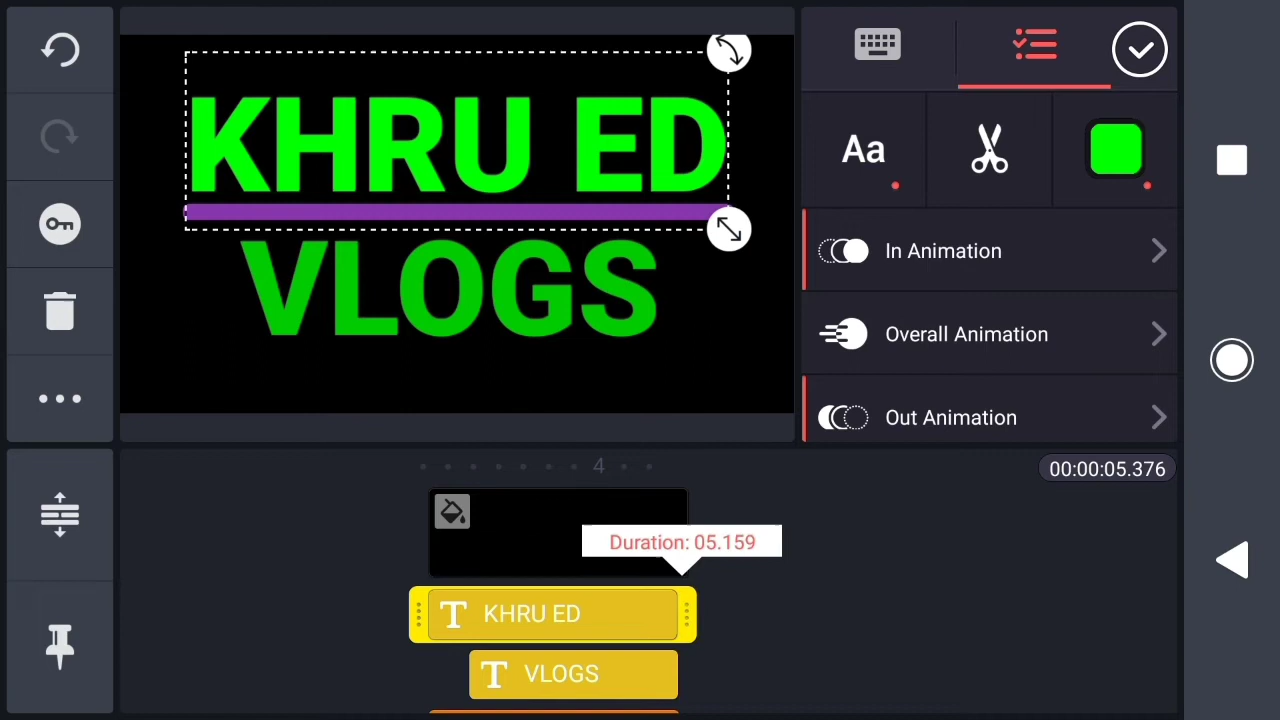 KHRU ED
VLOGS
Aa
In Animation
Overall Animation
Out Animation
4
00:00:05.376
Duration: 05.159
T KHRU ED
T VLOGS